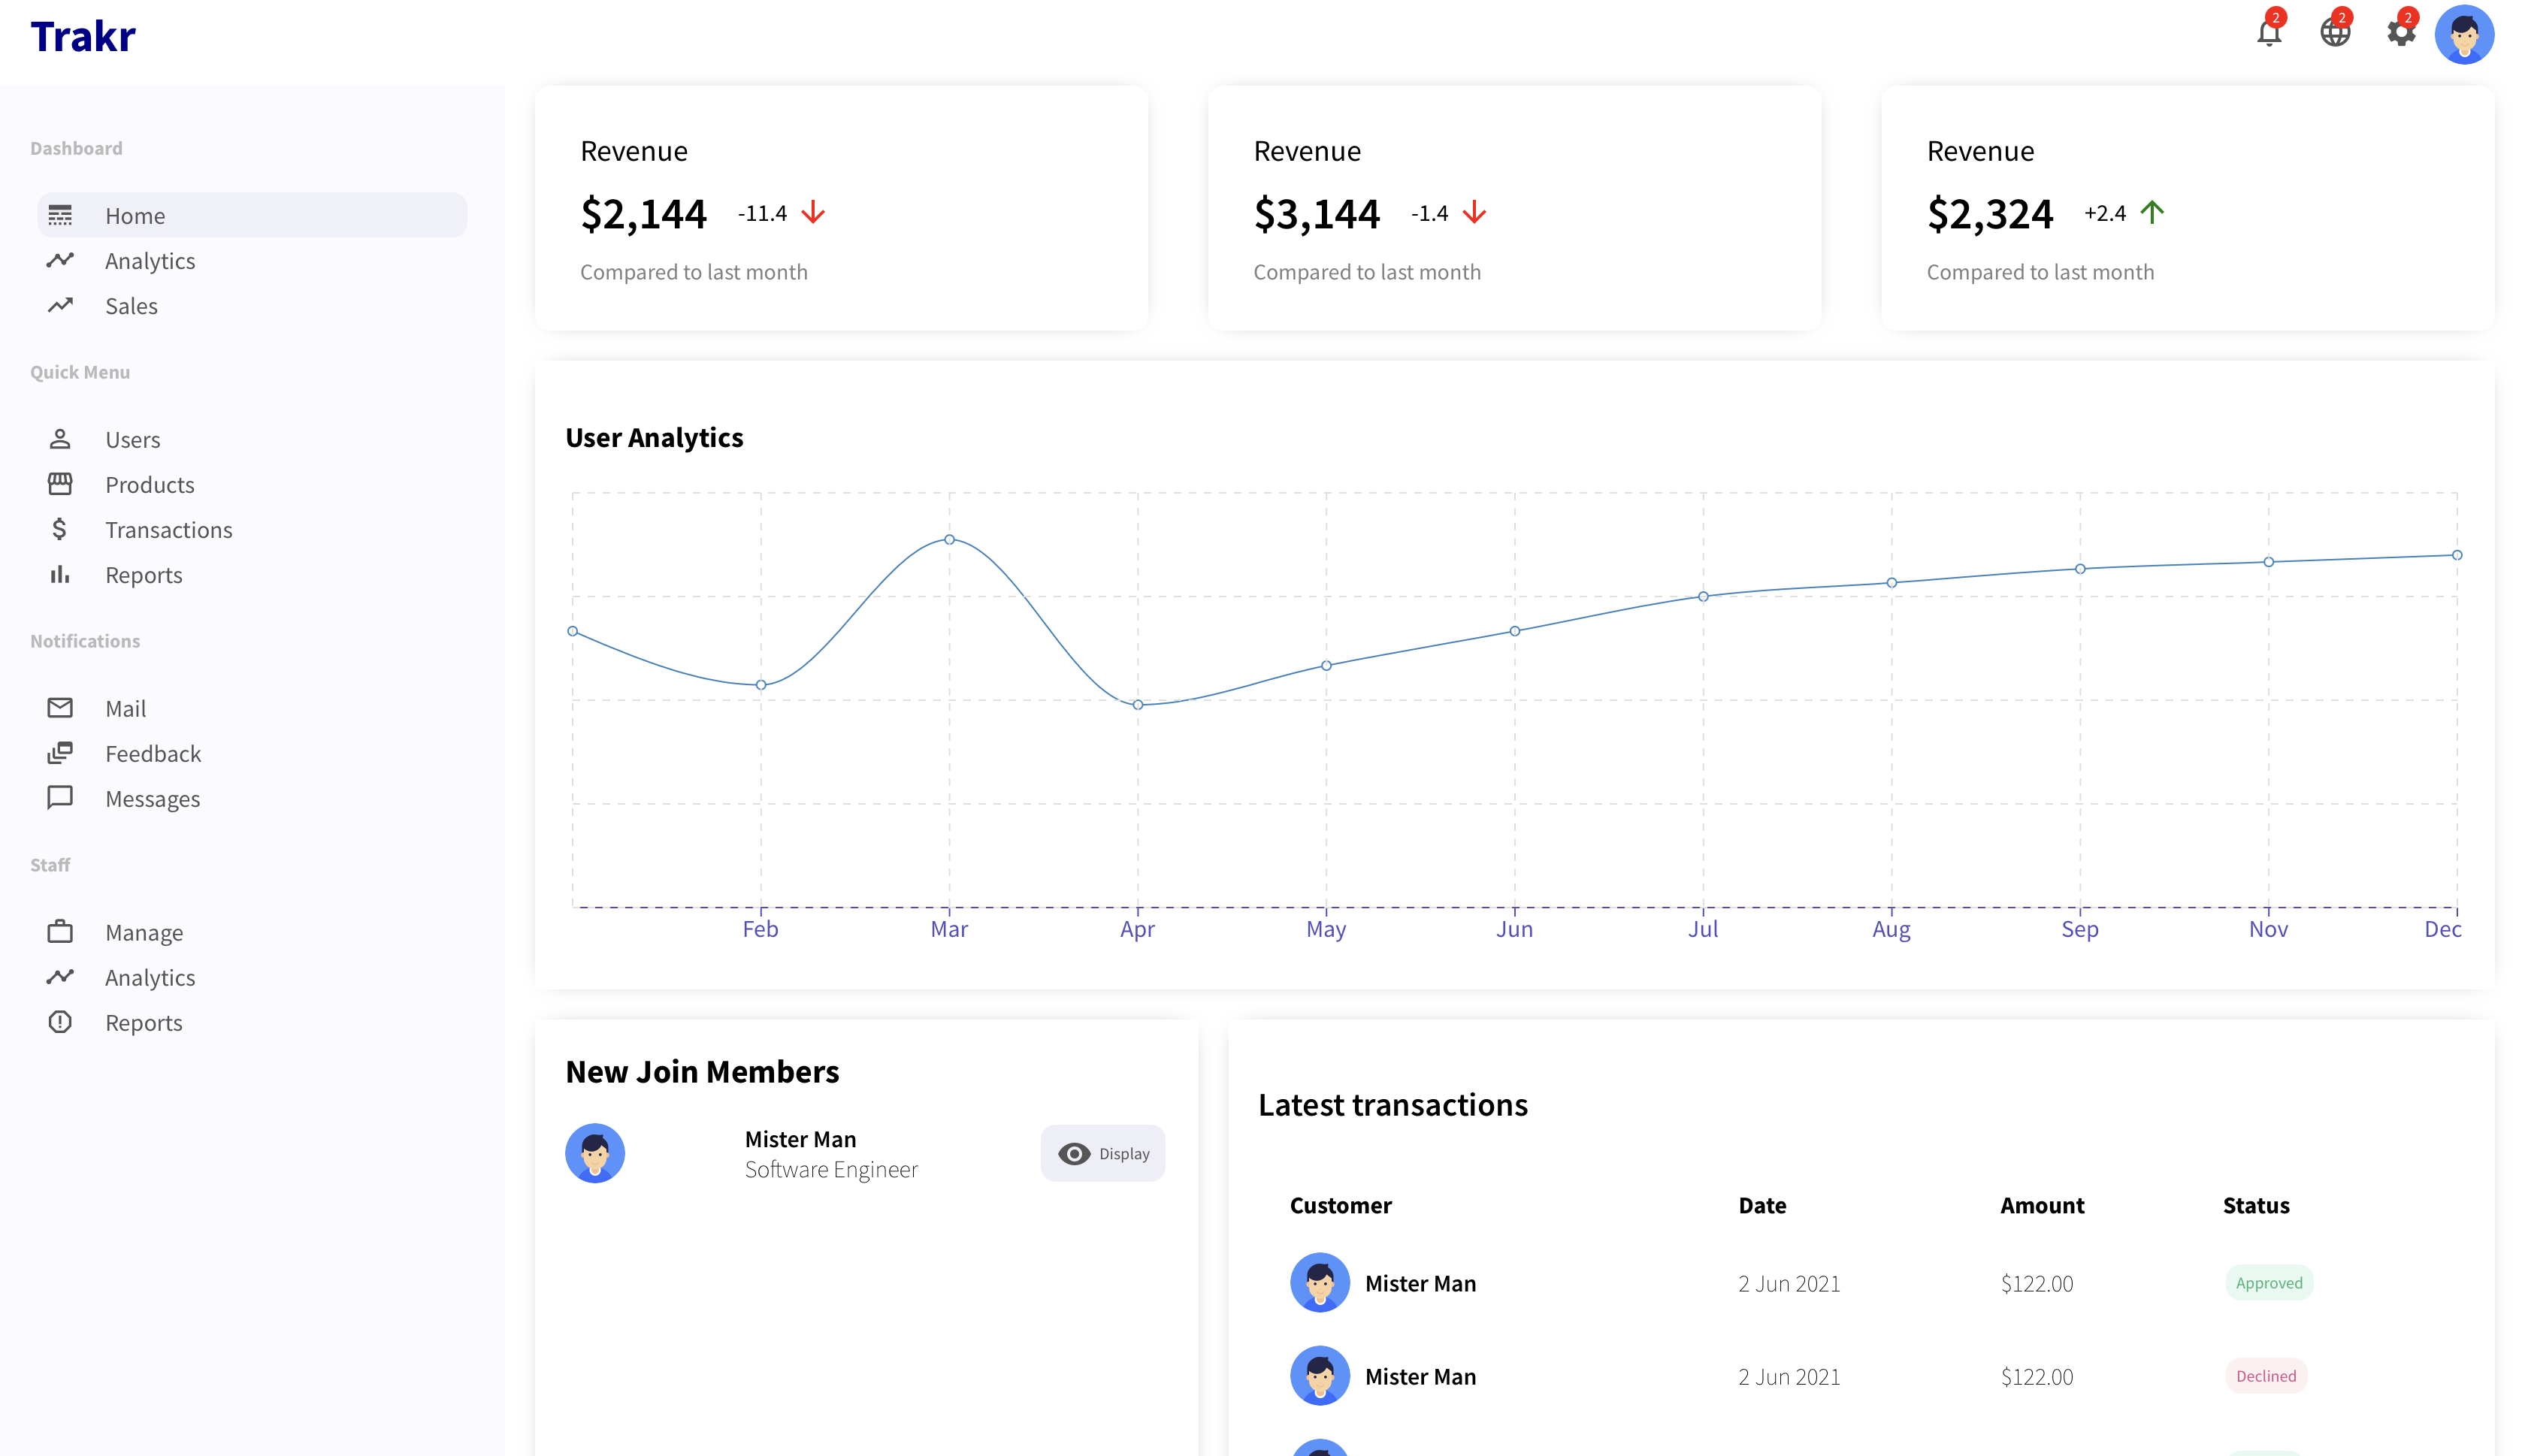 Trakr
2
2
2
Dashboard
Home
Analytics
Sales
Quick Menu
Users
Products
Transactions
Reports
Notifications
Mail
Feedback
Messages
Staff
Manage
Analytics
Reports
Revenue
$2,144 -11.4
Compared to last month
Revenue
$3,144 -1.4
Compared to last month
Revenue
$2,324 +2.4
Compared to last month
User Analytics
Feb Mar Apr May Jun Jul Aug Sep Nov Dec
New Join Members
Mister Man
Software Engineer
Display
Latest transactions
Customer Date Amount Status
Mister Man 2 Jun 2021 $122.00 Approved
Mister Man 2 Jun 2021 $122.00 Declined